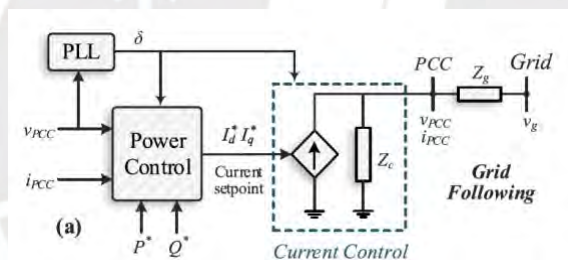 PLL
δ
PCC
Z_g
Grid
v_PCC
Power
Control
I_d^* I_q^*
Current
setpoint
Z_c
v_PCC
i_PCC
v_g
i_PCC
Grid
Following
(a)
P^*
Q^*
Current Control